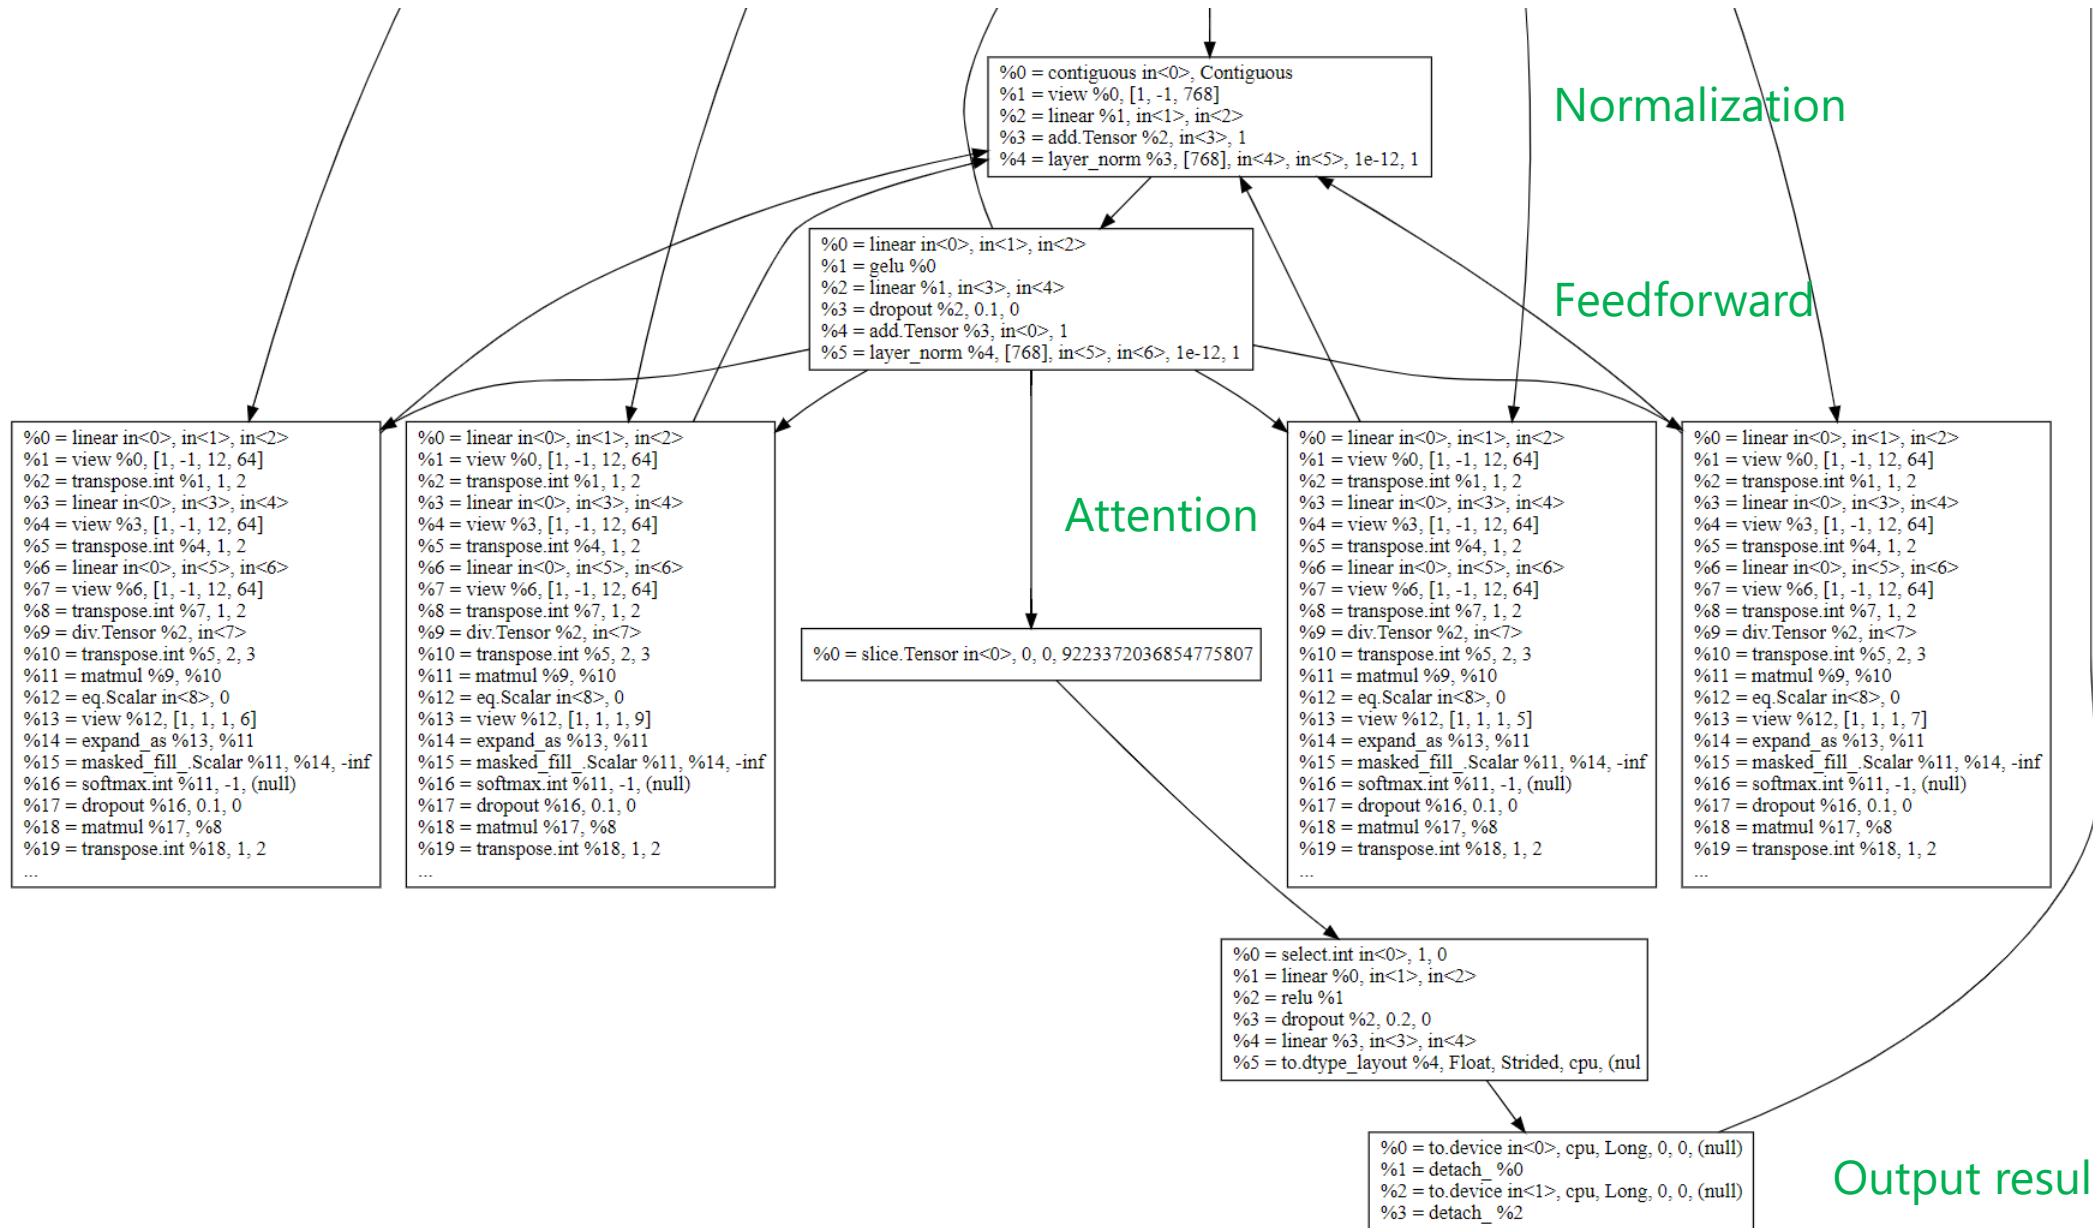 %0 = contiguous in<0>, Contiguous
%1 = view %0, [1, -1, 768]
%2 = linear %1, in<1>, in<2>
%3 = add.Tensor %2, in<3>, 1
%4 = layer_norm %3, [768], in<4>, in<5>, 1e-12, 1
Normalization
%0 = linear in<0>, in<1>, in<2>
%1 = gelu %0
%2 = linear %1, in<3>, in<4>
%3 = dropout %2, 0.1, 0
%4 = add.Tensor %3, in<0>, 1
%5 = layer_norm %4, [768], in<5>, in<6>, 1e-12, 1
Feedforward
%0 = linear in<0>, in<1>, in<2>
%1 = view %0, [1, -1, 12, 64]
%2 = transpose.int %1, 1, 2
%3 = linear in<0>, in<3>, in<4>
%4 = view %3, [1, -1, 12, 64]
%5 = transpose.int %4, 1, 2
%6 = linear in<0>, in<5>, in<6>
%7 = view %6, [1, -1, 12, 64]
%8 = transpose.int %7, 1, 2
%9 = div.Tensor %2, in<7>
%10 = transpose.int %5, 2, 3
%11 = matmul %9, %10
%12 = eq.Scalar in<8>, 0
%13 = view %12, [1, 1, 1, 6]
%14 = expand_as %13, %11
%15 = masked_fill_.Scalar %11, %14, -inf
%16 = softmax.int %11, -1, (null)
%17 = dropout %16, 0.1, 0
%18 = matmul %17, %8
%19 = transpose.int %18, 1, 2
...
%0 = linear in<0>, in<1>, in<2>
%1 = view %0, [1, -1, 12, 64]
%2 = transpose.int %1, 1, 2
%3 = linear in<0>, in<3>, in<4>
%4 = view %3, [1, -1, 12, 64]
%5 = transpose.int %4, 1, 2
%6 = linear in<0>, in<5>, in<6>
%7 = view %6, [1, -1, 12, 64]
%8 = transpose.int %7, 1, 2
%9 = div.Tensor %2, in<7>
%10 = transpose.int %5, 2, 3
%11 = matmul %9, %10
%12 = eq.Scalar in<8>, 0
%13 = view %12, [1, 1, 1, 9]
%14 = expand_as %13, %11
%15 = masked_fill_.Scalar %11, %14, -inf
%16 = softmax.int %11, -1, (null)
%17 = dropout %16, 0.1, 0
%18 = matmul %17, %8
%19 = transpose.int %18, 1, 2
...
Attention
%0 = slice.Tensor in<0>, 0, 0, 9223372036854775807
%0 = linear in<0>, in<1>, in<2>
%1 = view %0, [1, -1, 12, 64]
%2 = transpose.int %1, 1, 2
%3 = linear in<0>, in<3>, in<4>
%4 = view %3, [1, -1, 12, 64]
%5 = transpose.int %4, 1, 2
%6 = linear in<0>, in<5>, in<6>
%7 = view %6, [1, -1, 12, 64]
%8 = transpose.int %7, 1, 2
%9 = div.Tensor %2, in<7>
%10 = transpose.int %5, 2, 3
%11 = matmul %9, %10
%12 = eq.Scalar in<8>, 0
%13 = view %12, [1, 1, 1, 5]
%14 = expand_as %13, %11
%15 = masked_fill_.Scalar %11, %14, -inf
%16 = softmax.int %11, -1, (null)
%17 = dropout %16, 0.1, 0
%18 = matmul %17, %8
%19 = transpose.int %18, 1, 2
...
%0 = linear in<0>, in<1>, in<2>
%1 = view %0, [1, -1, 12, 64]
%2 = transpose.int %1, 1, 2
%3 = linear in<0>, in<3>, in<4>
%4 = view %3, [1, -1, 12, 64]
%5 = transpose.int %4, 1, 2
%6 = linear in<0>, in<5>, in<6>
%7 = view %6, [1, -1, 12, 64]
%8 = transpose.int %7, 1, 2
%9 = div.Tensor %2, in<7>
%10 = transpose.int %5, 2, 3
%11 = matmul %9, %10
%12 = eq.Scalar in<8>, 0
%13 = view %12, [1, 1, 1, 7]
%14 = expand_as %13, %11
%15 = masked_fill_.Scalar %11, %14, -inf
%16 = softmax.int %11, -1, (null)
%17 = dropout %16, 0.1, 0
%18 = matmul %17, %8
%19 = transpose.int %18, 1, 2
...
%0 = select.int in<0>, 1, 0
%1 = linear %0, in<1>, in<2>
%2 = relu %1
%3 = dropout %2, 0.2, 0
%4 = linear %3, in<3>, in<4>
%5 = to.dtype_layout %4, Float, Strided, cpu, (nul
%0 = to.device in<0>, cpu, Long, 0, 0, (null)
%1 = detach_ %0
%2 = to.device in<1>, cpu, Long, 0, 0, (null)
%3 = detach_ %2
Output resul